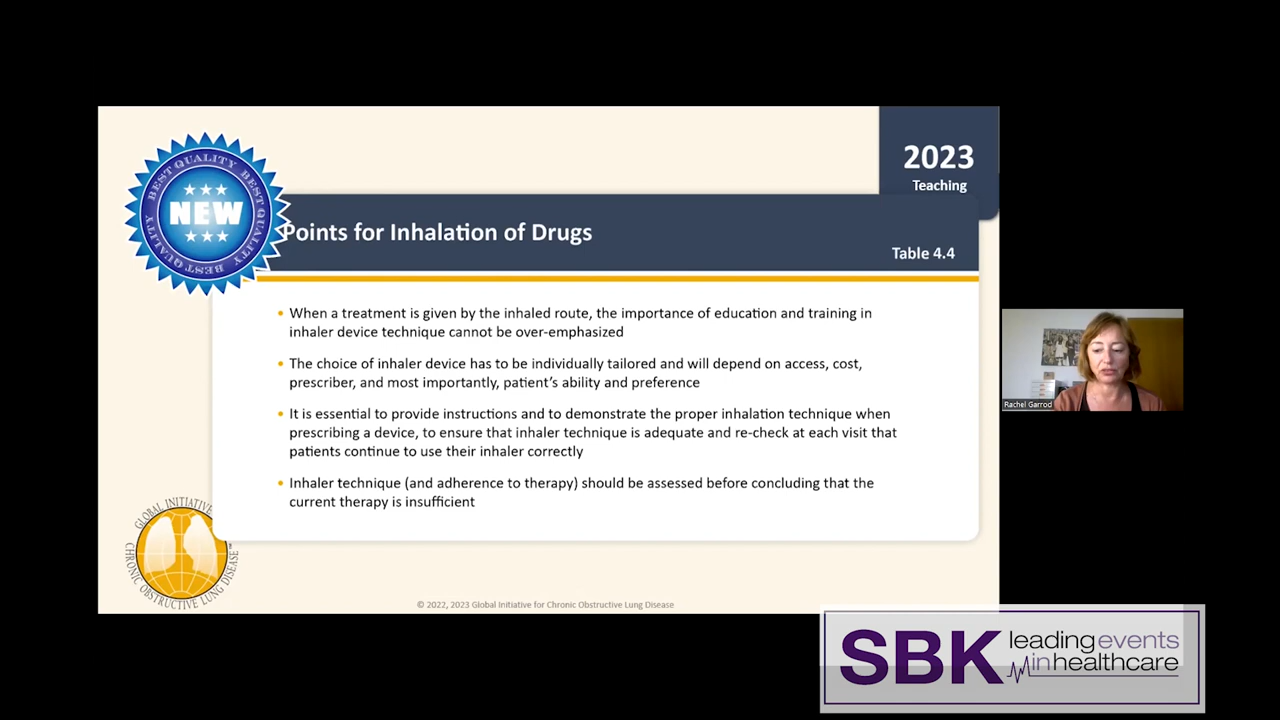 BEST QUALITY BEST QUALITY
NEW
BEST QUALITY
2023
Teaching
Points for Inhalation of Drugs
Table 4.4
• When a treatment is given by the inhaled route, the importance of education and training in
inhaler device technique cannot be over-emphasized
• The choice of inhaler device has to be individually tailored and will depend on access, cost,
prescriber, and most importantly, patient's ability and preference
• It is essential to provide instructions and to demonstrate the proper inhalation technique when
prescribing a device, to ensure that inhaler technique is adequate and re-check at each visit that
patients continue to use their inhaler correctly
• Inhaler technique (and adherence to therapy) should be assessed before concluding that the
current therapy is insufficient
Rachel Garrod
GLOBAL INITIATIVE
CHRONIC OBSTRUCTIVE LUNG DISEASE
© 2022, 2023 Global Initiative for Chronic Obstructive Lung Disease
SBK leading events
in healthcare